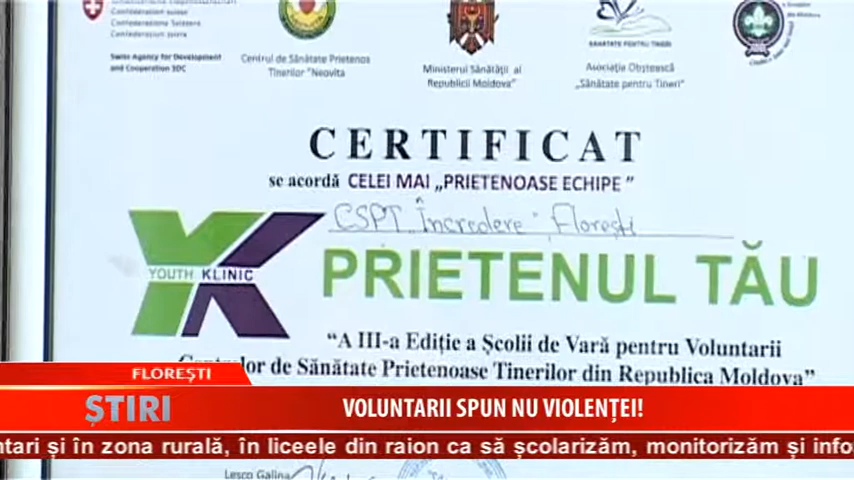 Confederaziun svizra
Swiss Agency for Development
and Cooperation SDC
Centrul de Sănătate Prietenos
Tinerilor "Neovita
Ministerul Sănătății al
Republicii Moldova"
SĂNĂTATE PENTRU TINERI
Asociația Obștească
„Sănătate pentru Tineri"
CERTIFICAT
se acordă CELEI MAI „PRIETENOASE ECHIPE"
CSPT „Încredere" Florești
YOUTH KLINIC
PRIETENUL TĂU
"A III-a Ediție a Școlii de Vară pentru Voluntarii
de Sănătate Prietenoase Tinerilor din Republica Moldova"
FLOREȘTI
ȘTIRI
VOLUNTARII SPUN NU VIOLENȚEI!
ntari și în zona rurală, în liceele din raion ca să școlarizăm, monitorizăm și info
Lesco Galina